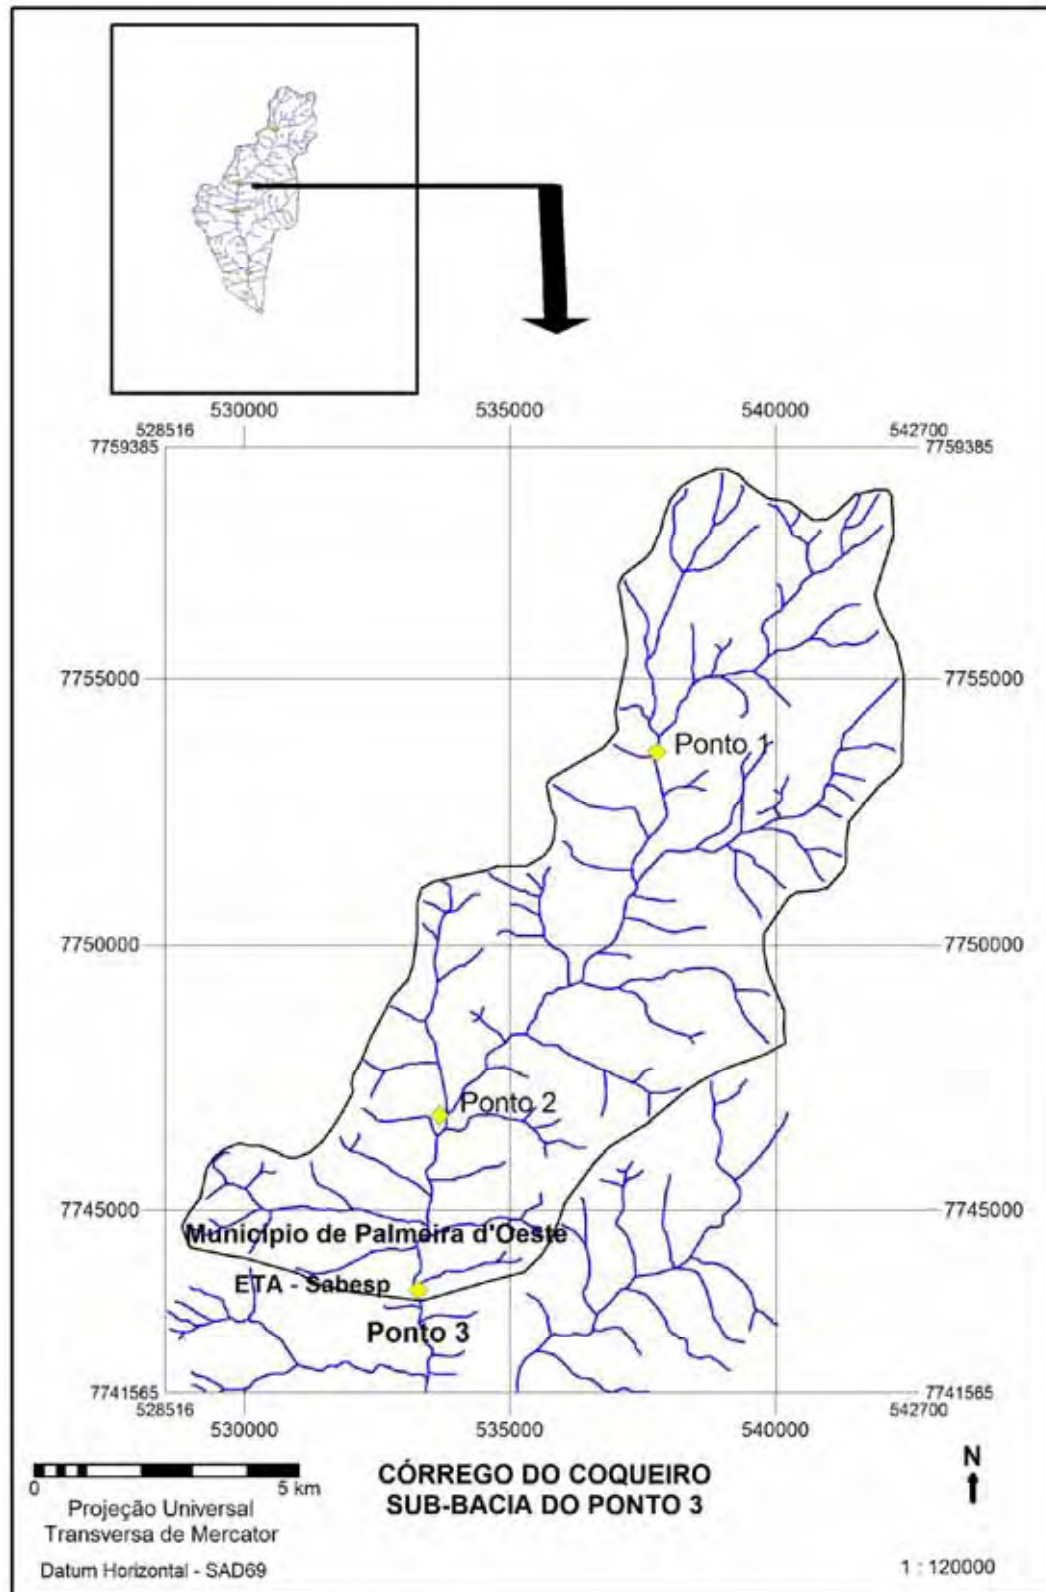 530000 535000 540000
528516 542700
7759385 7759385
Ponto 1
7755000 7755000
7750000 7750000
Ponto 2
7745000 7745000
Município de Palmeira d'Oeste
ETA - Sabesp
Ponto 3
7741565 7741565
528516 542700
530000 535000 540000
0 5 km
Projeção Universal
Transversa de Mercator
Datum Horizontal - SAD69
CÓRREGO DO COQUEIRO
SUB-BACIA DO PONTO 3
N
1 : 120000